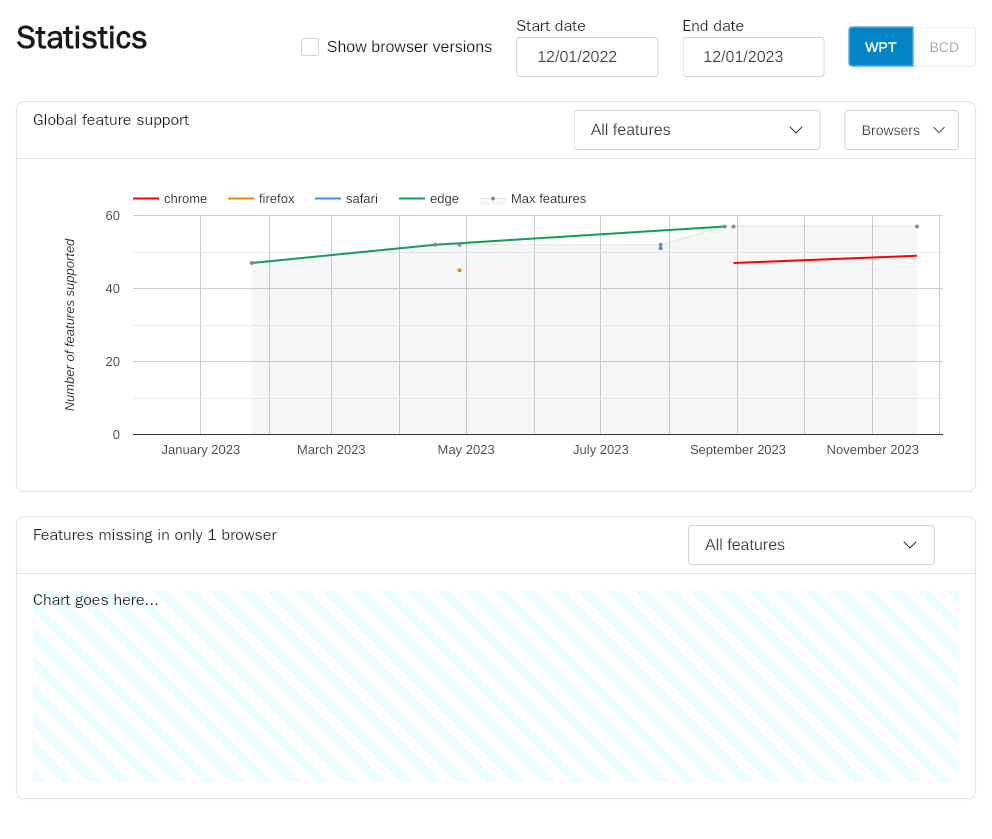 Statistics
Show browser versions
Start date
12/01/2022
End date
12/01/2023
WPT
BCD
Global feature support
All features
Browsers
chrome
firefox
safari
edge
Max features
Number of features supported
60
40
20
0
January 2023
March 2023
May 2023
July 2023
September 2023
November 2023
Features missing in only 1 browser
All features
Chart goes here...